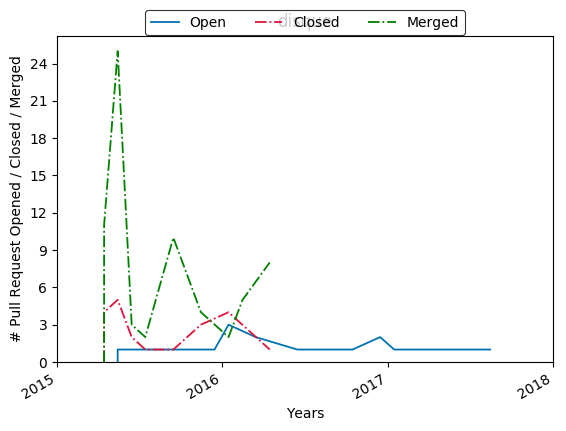 Open Closed Merged
# Pull Request Opened / Closed / Merged
24
21
18
15
12
9
6
3
0
2015 2016 2017 2018
Years